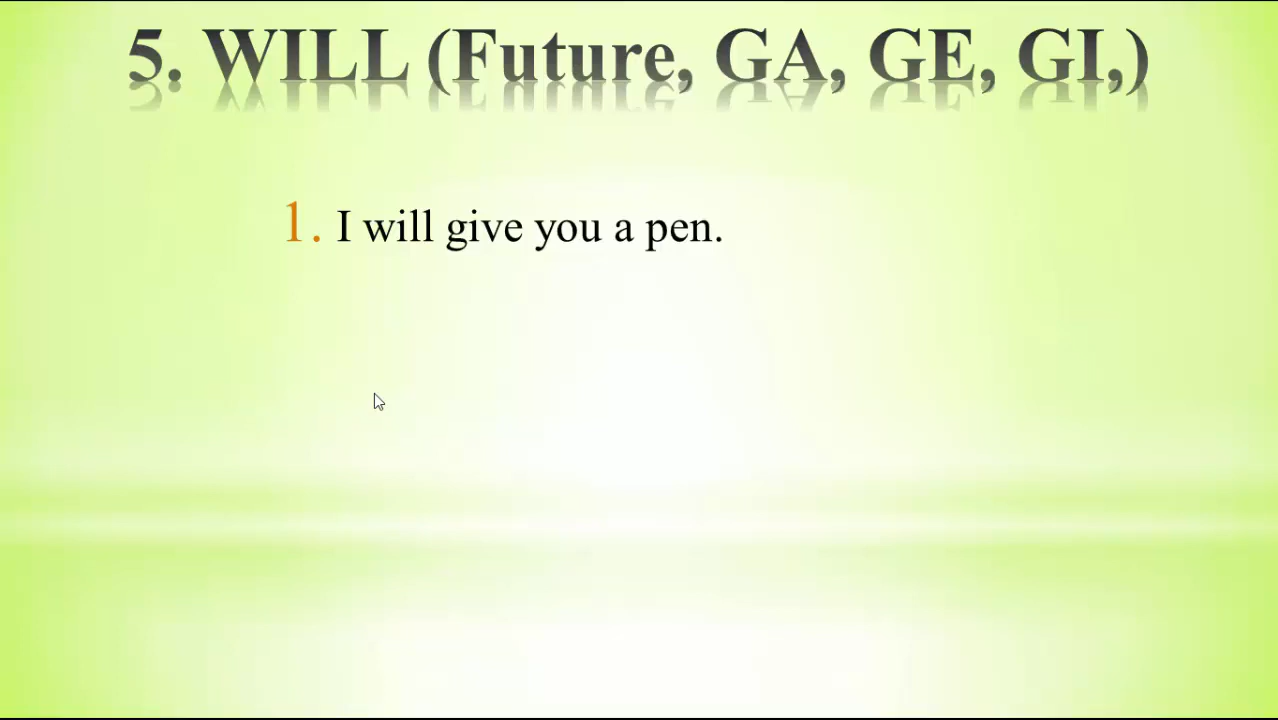 5. WILL (Future, GA, GE, GI,)
1. I will give you a pen.